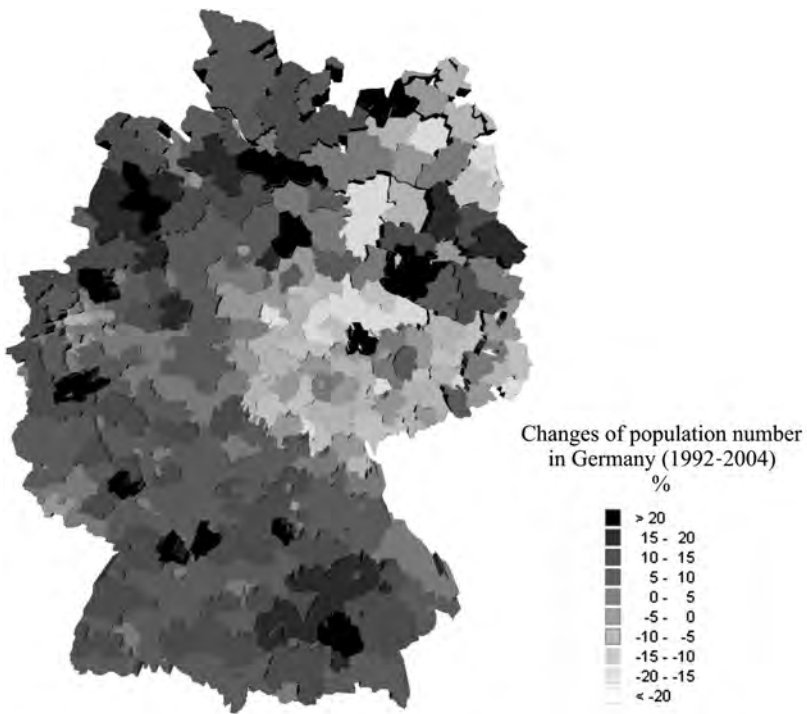 Changes of population number
in Germany (1992-2004)
%
> 20
15 - 20
10 - 15
5 - 10
0 - 5
-5 - 0
-10 - -5
-15 - -10
-20 - -15
< -20